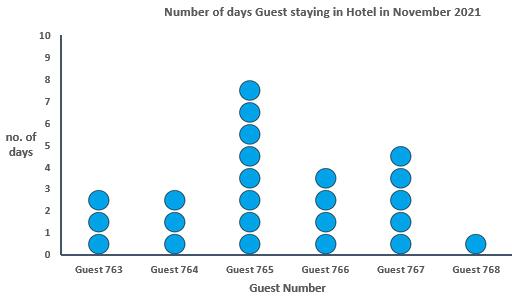 Number of days Guest staying in Hotel in November 2021
10
9
8
7
6
5
4
3
2
1
0
no. of
days
Guest 763 Guest 764 Guest 765 Guest 766 Guest 767 Guest 768
Guest Number